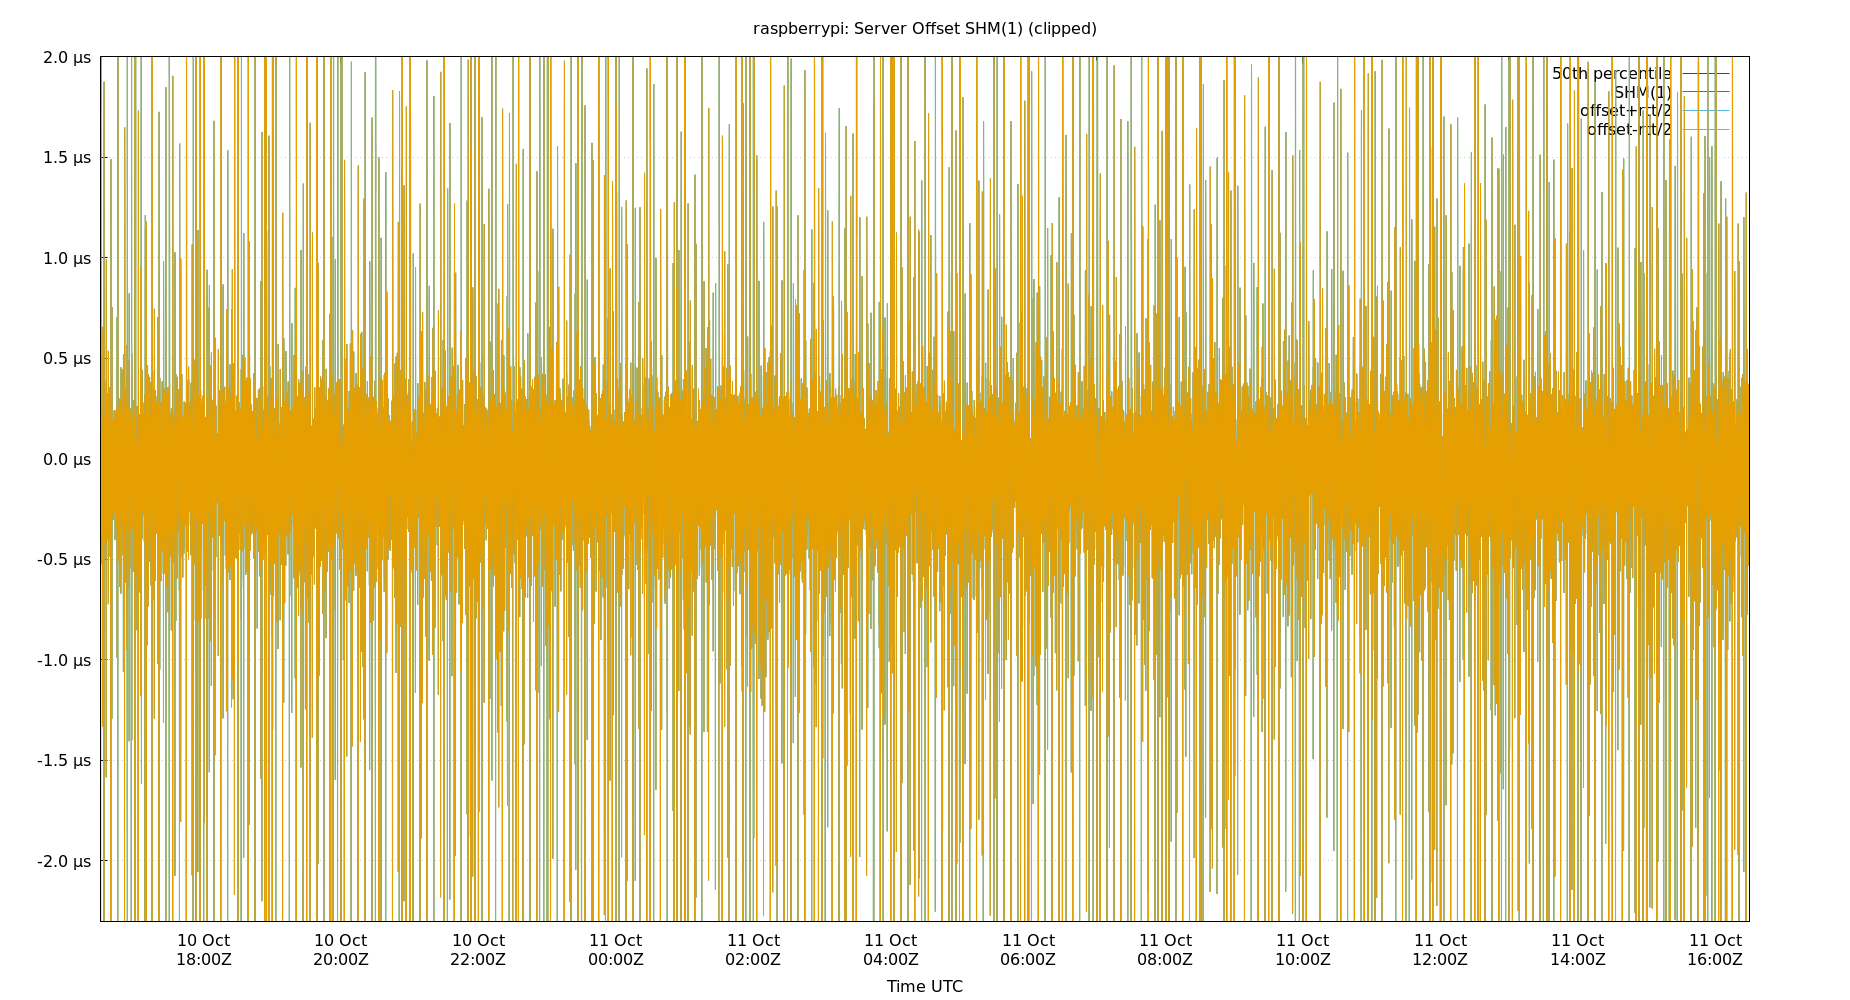 raspberrypi: Server Offset SHM(1) (clipped)
2.0 µs
1.5 µs
1.0 µs
0.5 µs
0.0 µs
-0.5 µs
-1.0 µs
-1.5 µs
-2.0 µs
50th percentile
SHM(1)
offset+rtt/2
offset-rtt/2
10 Oct 10 Oct 10 Oct 11 Oct 11 Oct 11 Oct 11 Oct 11 Oct 11 Oct 11 Oct 11 Oct 11 Oct
18:00Z 20:00Z 22:00Z 00:00Z 02:00Z 04:00Z 06:00Z 08:00Z 10:00Z 12:00Z 14:00Z 16:00Z
Time UTC